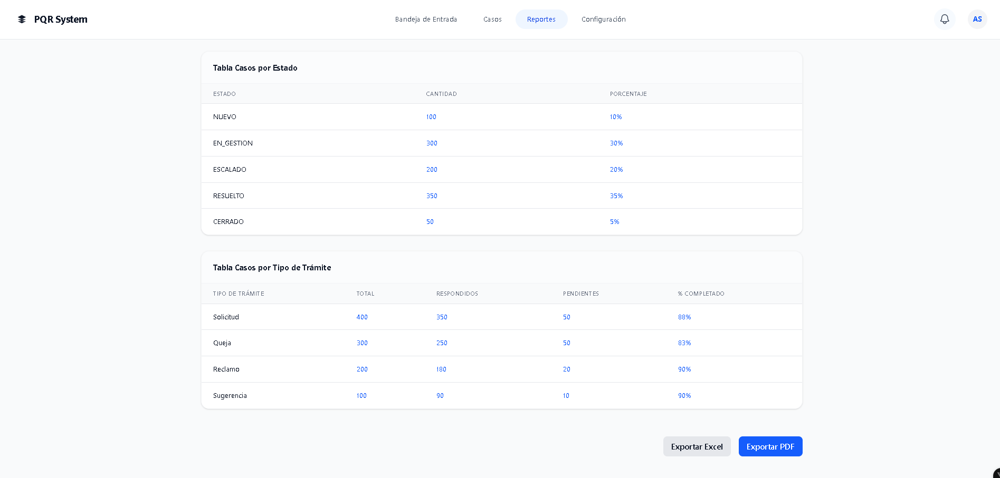 PQR System
Bandeja de Entrada Casos Reportes Configuración
AS
Tabla Casos por Estado
ESTADO CANTIDAD PORCENTAJE
NUEVO 100 10%
EN_GESTION 300 30%
ESCALADO 200 20%
RESUELTO 350 35%
CERRADO 50 5%
Tabla Casos por Tipo de Trámite
TIPO DE TRÁMITE TOTAL RESPONDIDOS PENDIENTES % COMPLETADO
Solicitud 400 350 50 88%
Queja 300 250 50 83%
Reclamo 200 180 20 90%
Sugerencia 100 90 10 90%
Exportar Excel Exportar PDF